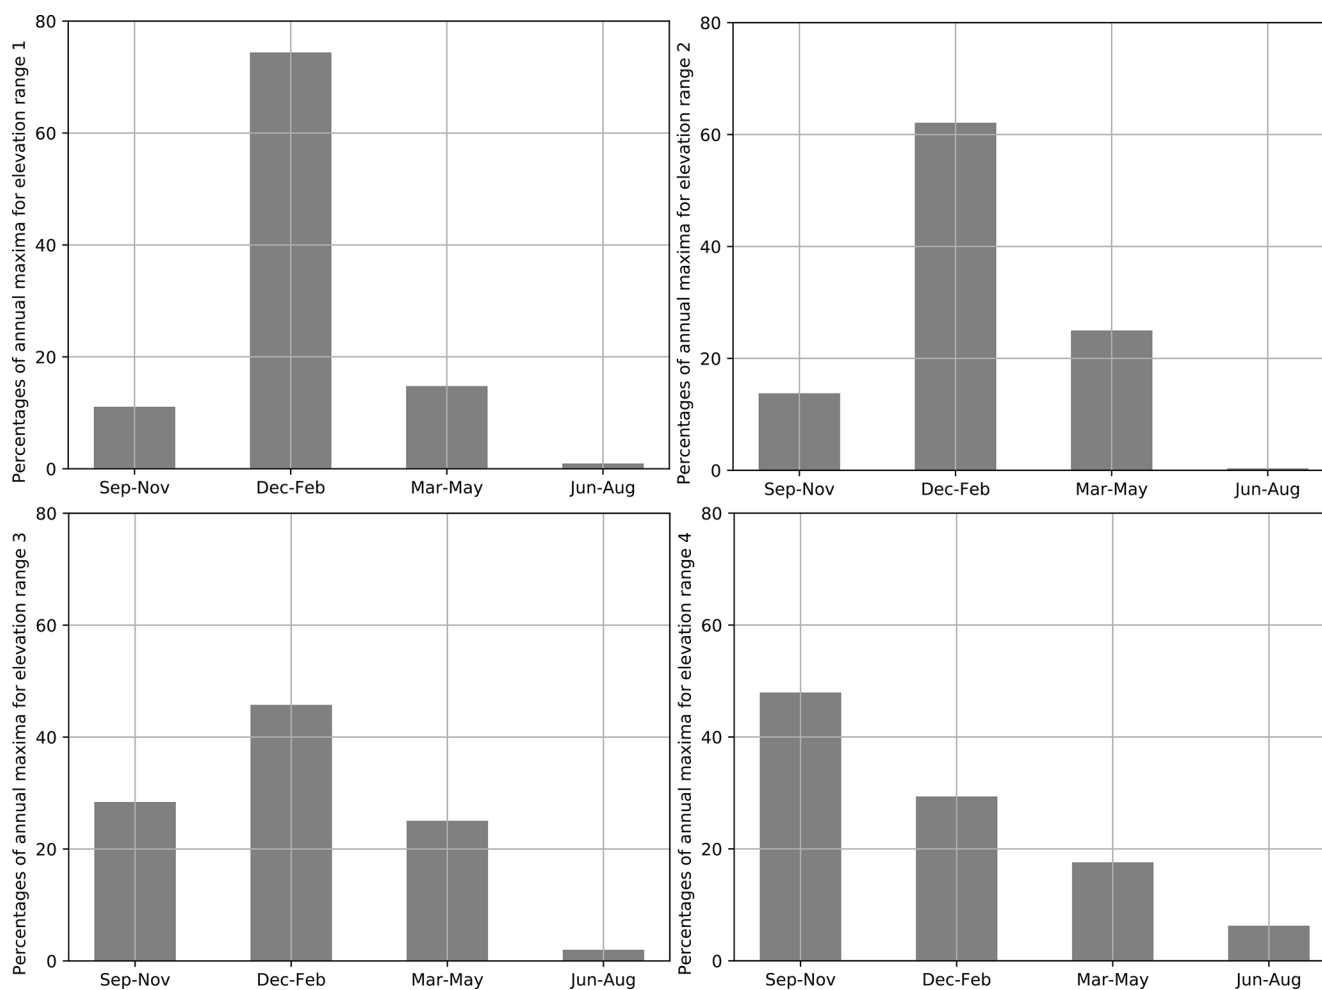 Percentages of annual maxima for elevation range 1
80
60
40
20
0
Sep-Nov
Dec-Feb
Mar-May
Jun-Aug
Percentages of annual maxima for elevation range 2
80
60
40
20
0
Sep-Nov
Dec-Feb
Mar-May
Jun-Aug
Percentages of annual maxima for elevation range 3
80
60
40
20
0
Sep-Nov
Dec-Feb
Mar-May
Jun-Aug
Percentages of annual maxima for elevation range 4
80
60
40
20
0
Sep-Nov
Dec-Feb
Mar-May
Jun-Aug